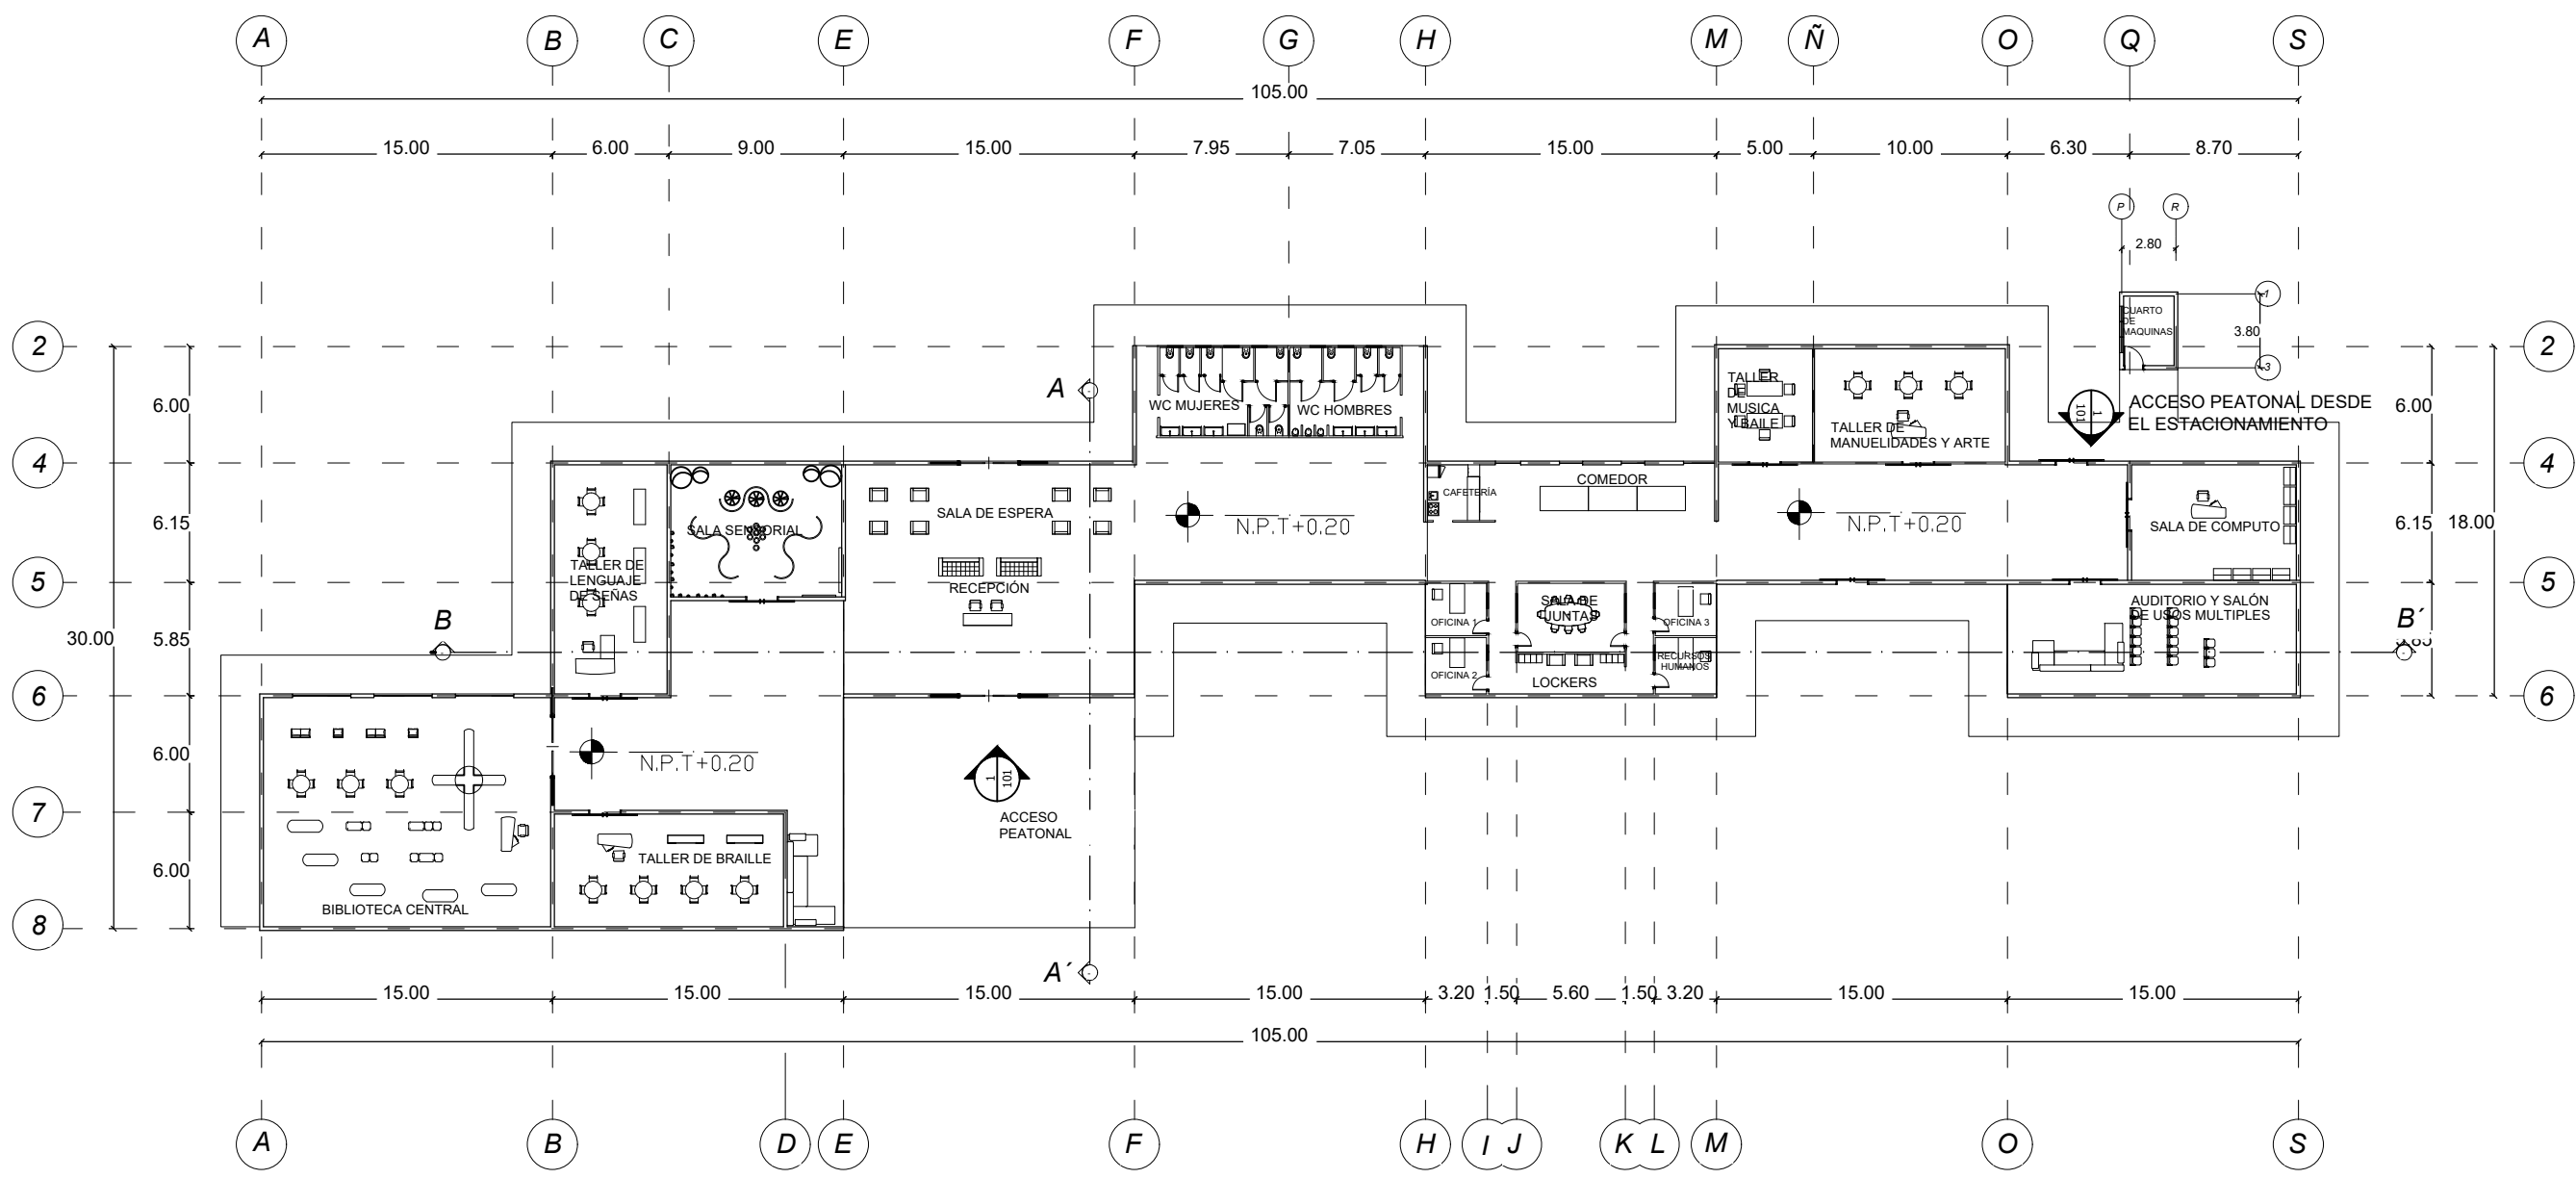 A B C E F G H M Ñ O Q S
105.00
15.00 6.00 9.00 15.00 7.95 7.05 15.00 5.00 10.00 6.30 8.70
P R
2.80
1
CUARTO
DE
MAQUINAS
3.80
3
2 2
A
TALLER
DE
MUSICA
Y BAILE
WC MUJERES WC HOMBRES
TALLER DE
MANUELIDADES Y ARTE
1
101
ACCESO PEATONAL DESDE
EL ESTACIONAMIENTO
6.00 6.00
4 4
COMEDOR
CAFETERÍA
SALA DE ESPERA
SALA SENSORIAL
N.P.T+0.20 N.P.T+0.20
SALA DE COMPUTO
6.15 6.15 18.00
TALLER DE
LENGUAJE
DE SEÑAS
5 5
RECEPCIÓN
SALA DE
JUNTAS
AUDITORIO Y SALÓN
DE USOS MULTIPLES
OFICINA 1 OFICINA 3
B B´
30.00 5.85
RECURSOS
HUMANOS
OFICINA 2
LOCKERS
6 6
6.00
N.P.T+0.20
1
101
7
ACCESO
PEATONAL
TALLER DE BRAILLE
6.00
BIBLIOTECA CENTRAL
8
A´
15.00 15.00 15.00 15.00 3.20 1.50 5.60 1.50 3.20 15.00 15.00
105.00
A B D E F H I J K L M O S